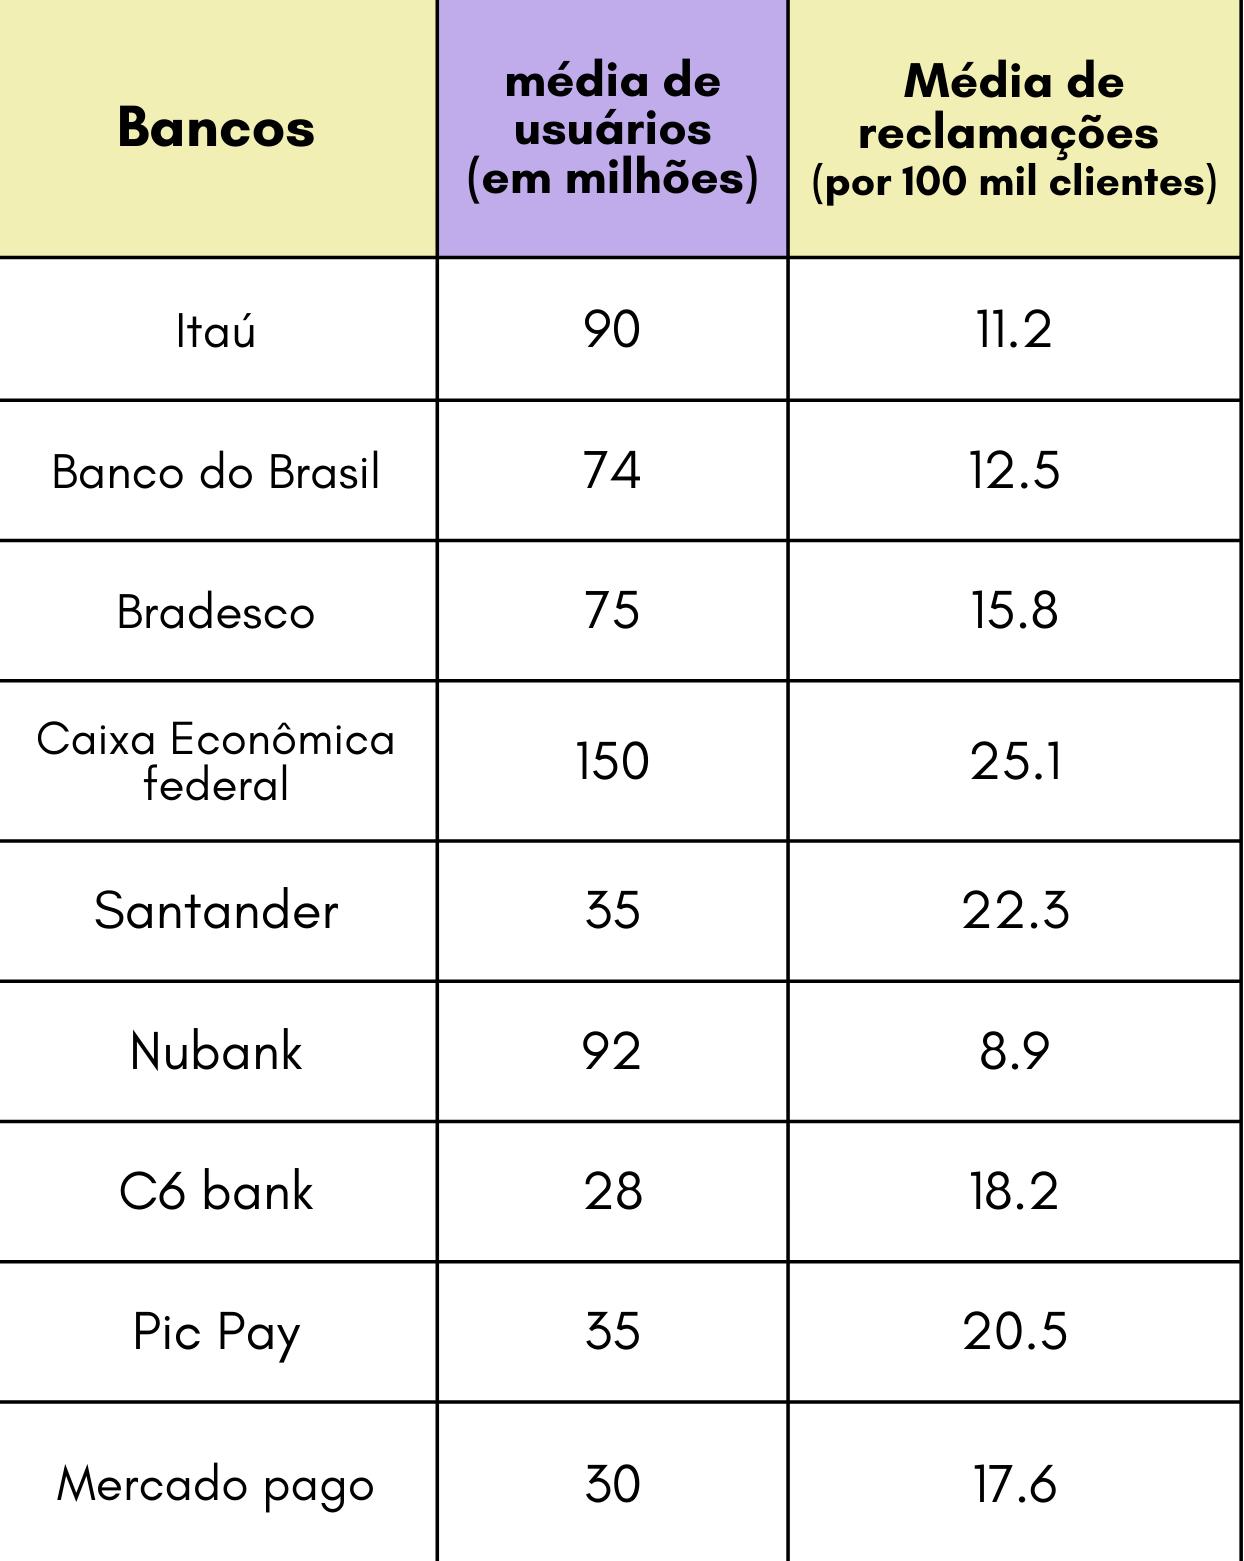 Bancos
média de
usuários
(em milhões)
Média de
reclamações
(por 100 mil clientes)
Itaú
90
11.2
Banco do Brasil
74
12.5
Bradesco
75
15.8
Caixa Econômica
federal
150
25.1
Santander
35
22.3
Nubank
92
8.9
C6 bank
28
18.2
Pic Pay
35
20.5
Mercado pago
30
17.6